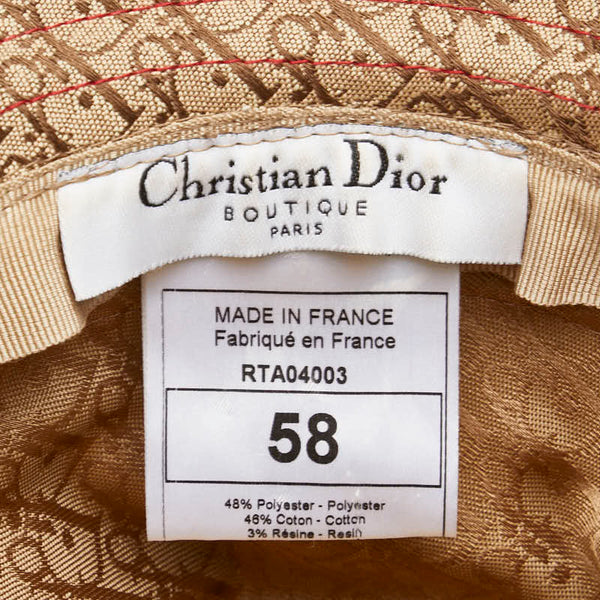 Christian Dior
BOUTIQUE
PARIS
MADE IN FRANCE
Fabriqué en France
RTA04003
58
48% Polyester - Polyester
46% Coton - Cotton
3% Résine - Resin